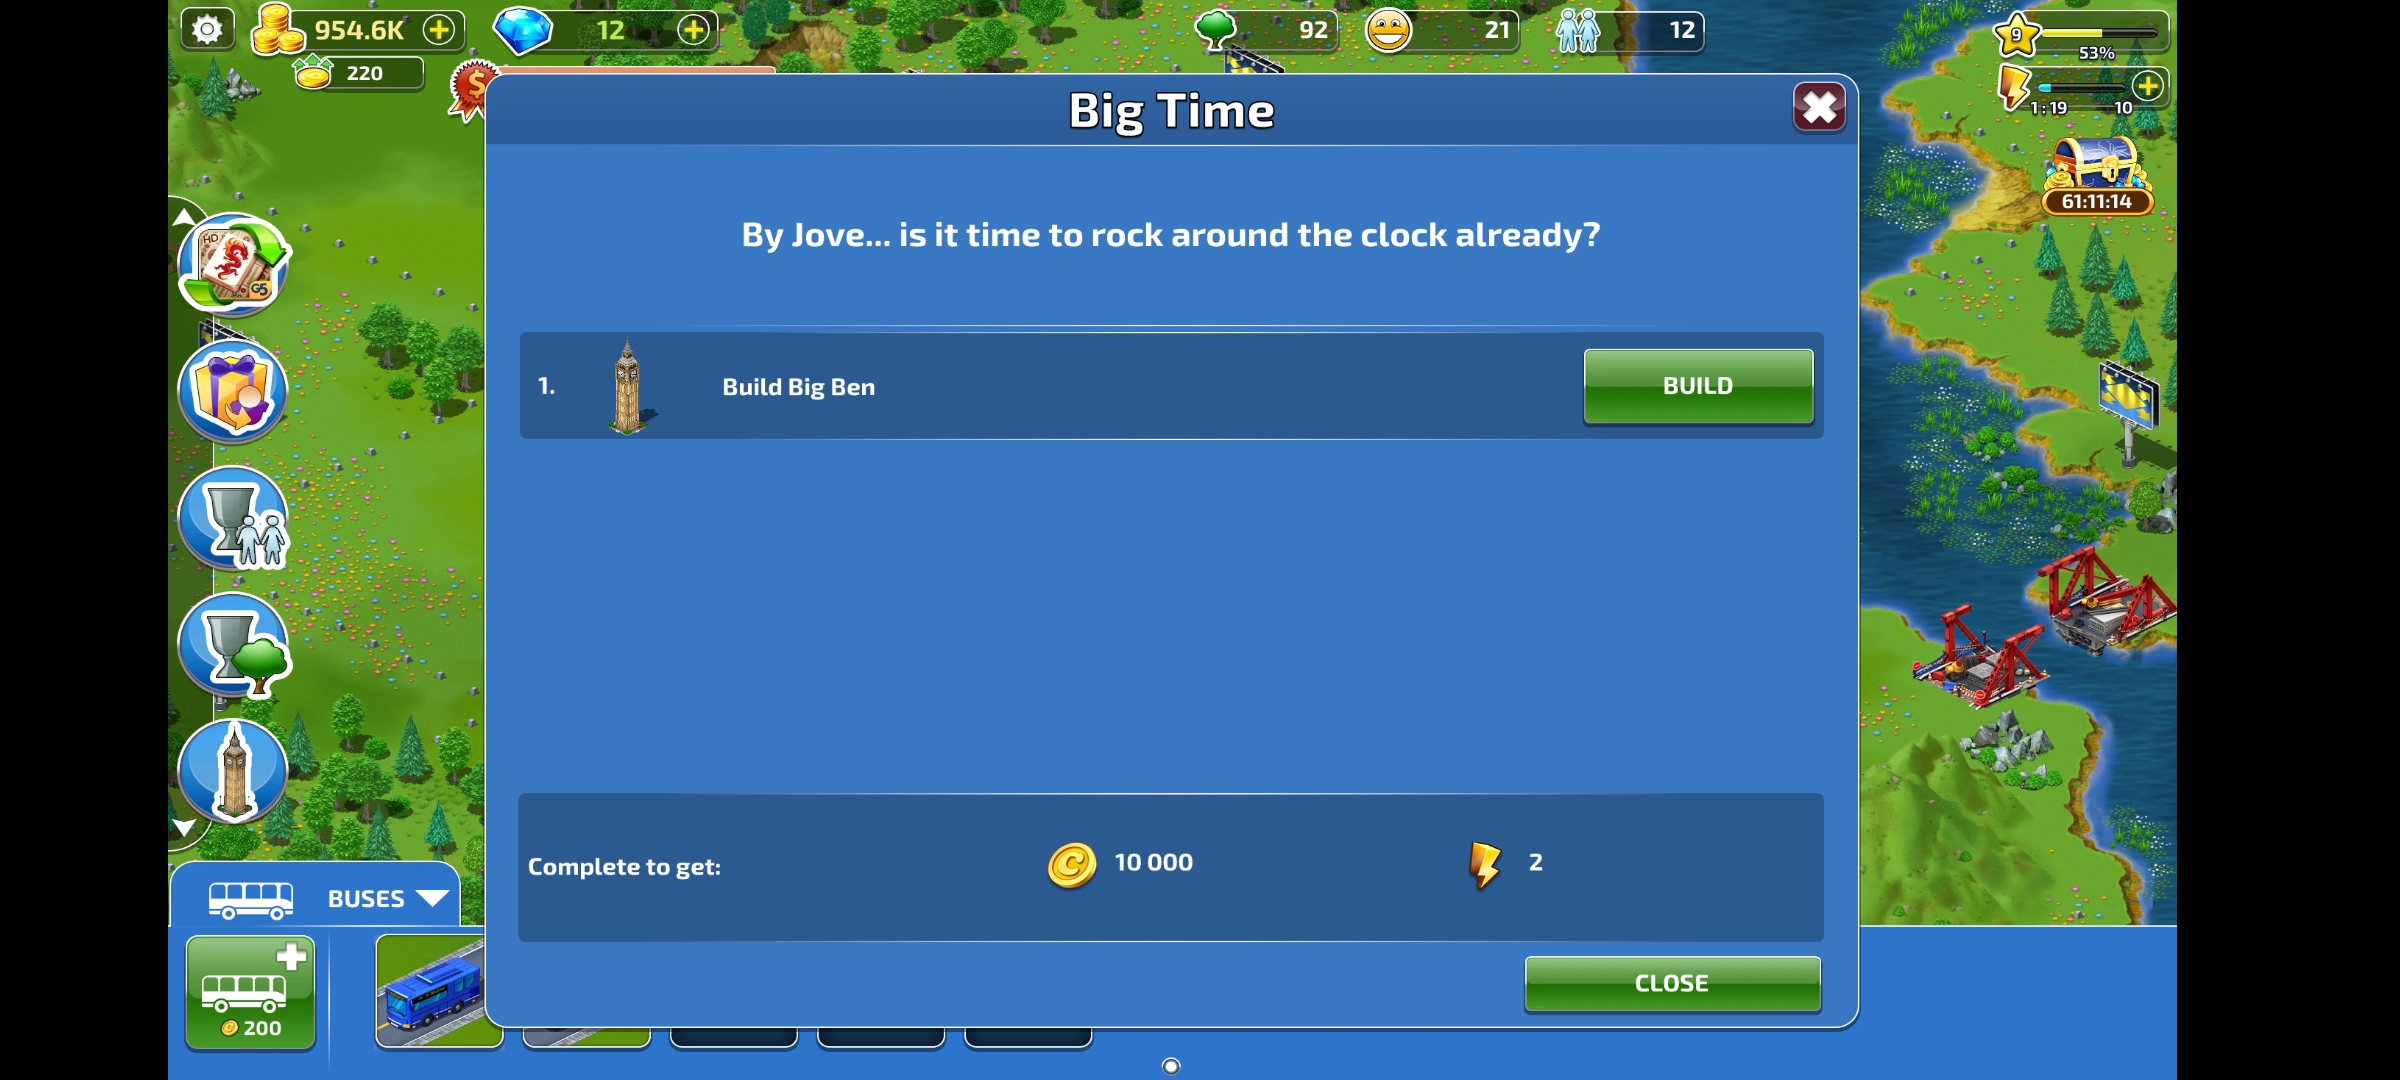 954.6K
12
92
21
12
9
53%
220
1:19
10
61:11:14
Big Time
By Jove... is it time to rock around the clock already?
1.
Build Big Ben
BUILD
HD
G5
Complete to get:
10 000
2
CLOSE
BUSES
200